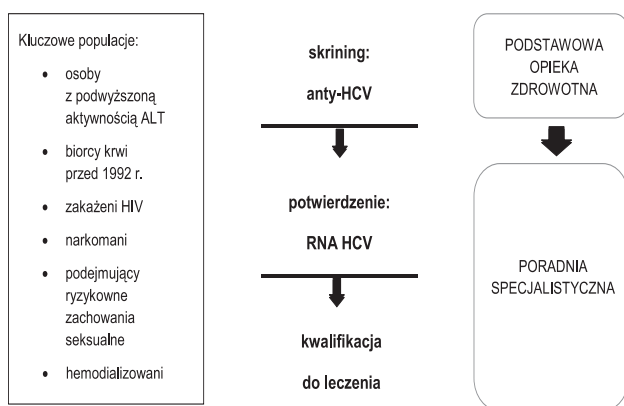 Kluczowe populacje:
• osoby
z podwyższoną
aktywnością ALT
• biorcy krwi
przed 1992 r.
• zakażeni HIV
• narkomani
• podejmujący
ryzykowne
zachowania
seksualne
• hemodializowani
skrining:
anty-HCV
potwierdzenie:
RNA HCV
kwalifikacja
do leczenia
PODSTAWOWA
OPIEKA
ZDROWOTNA
PORADNIA
SPECJALISTYCZNA